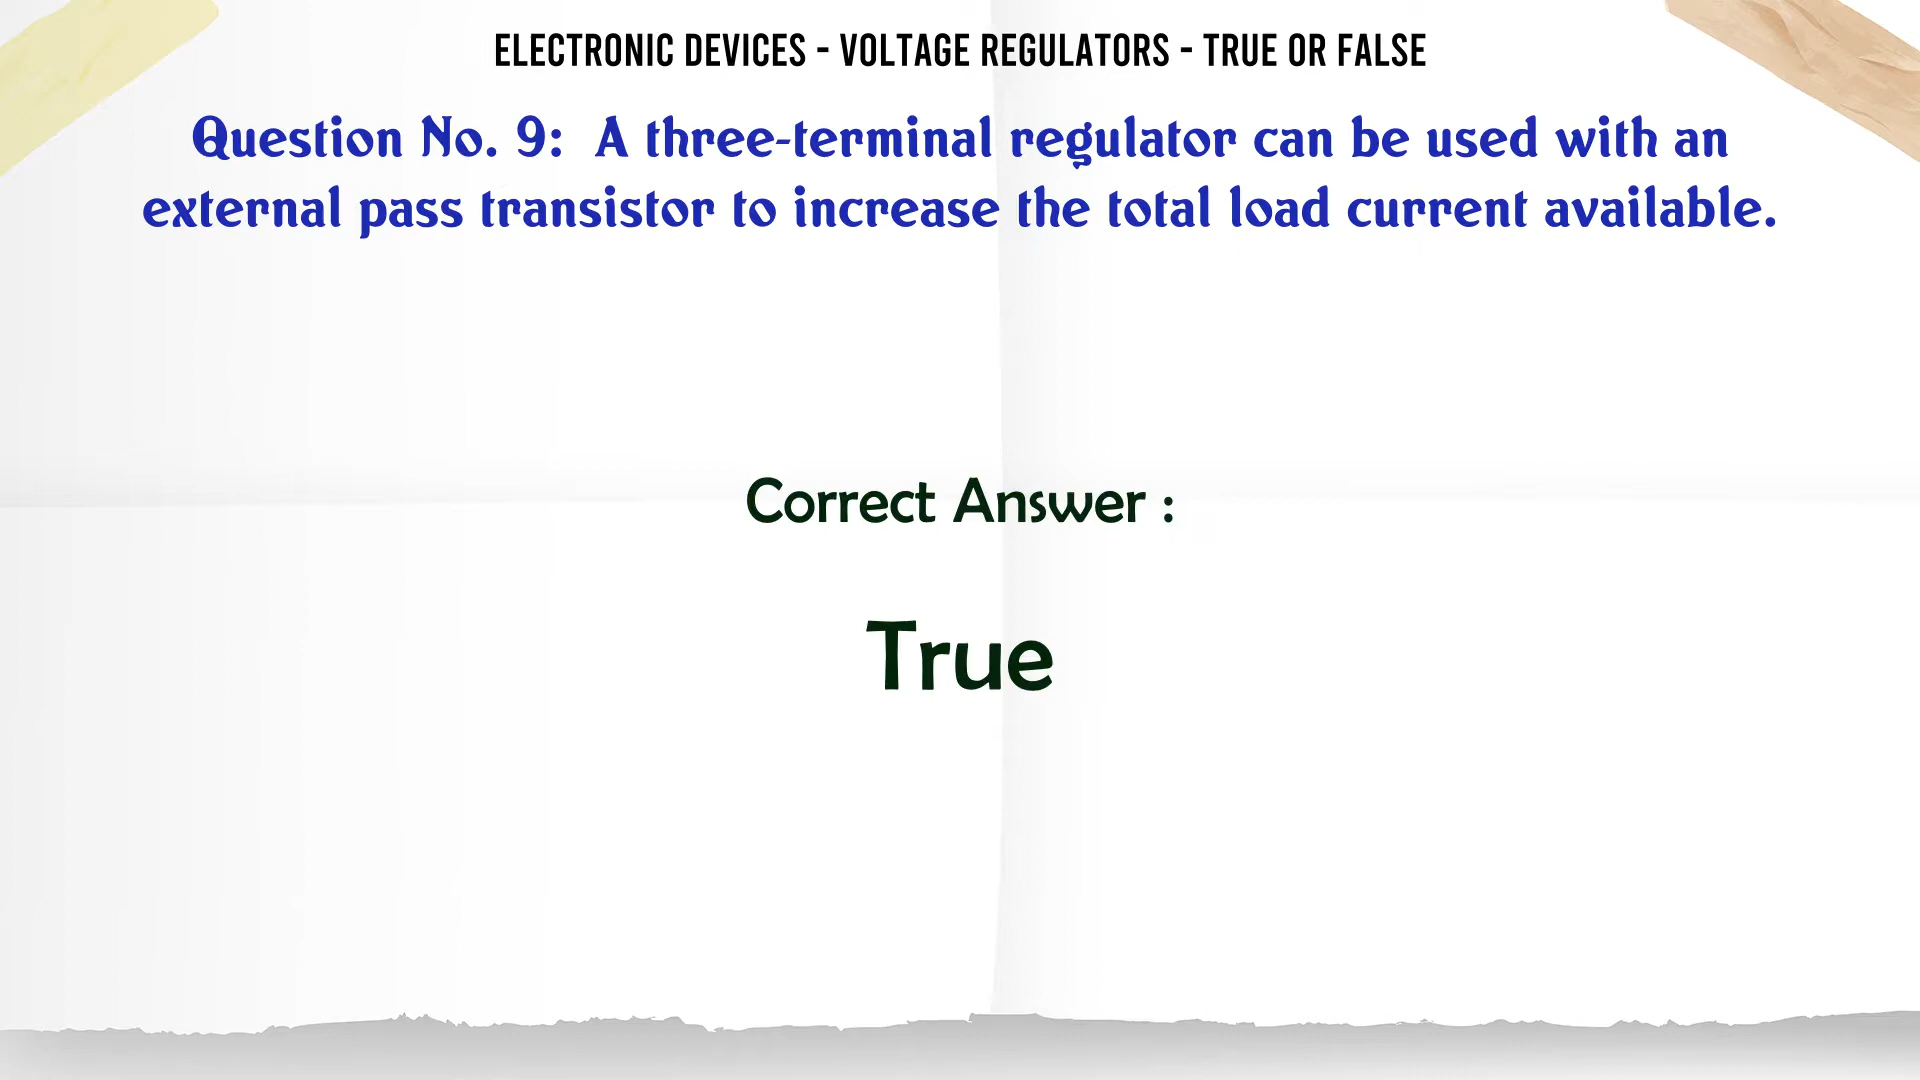 ELECTRONIC DEVICES - VOLTAGE REGULATORS - TRUE OR FALSE
Question No. 9: A three-terminal regulator can be used with an
external pass transistor to increase the total load current available.
Correct Answer :
True